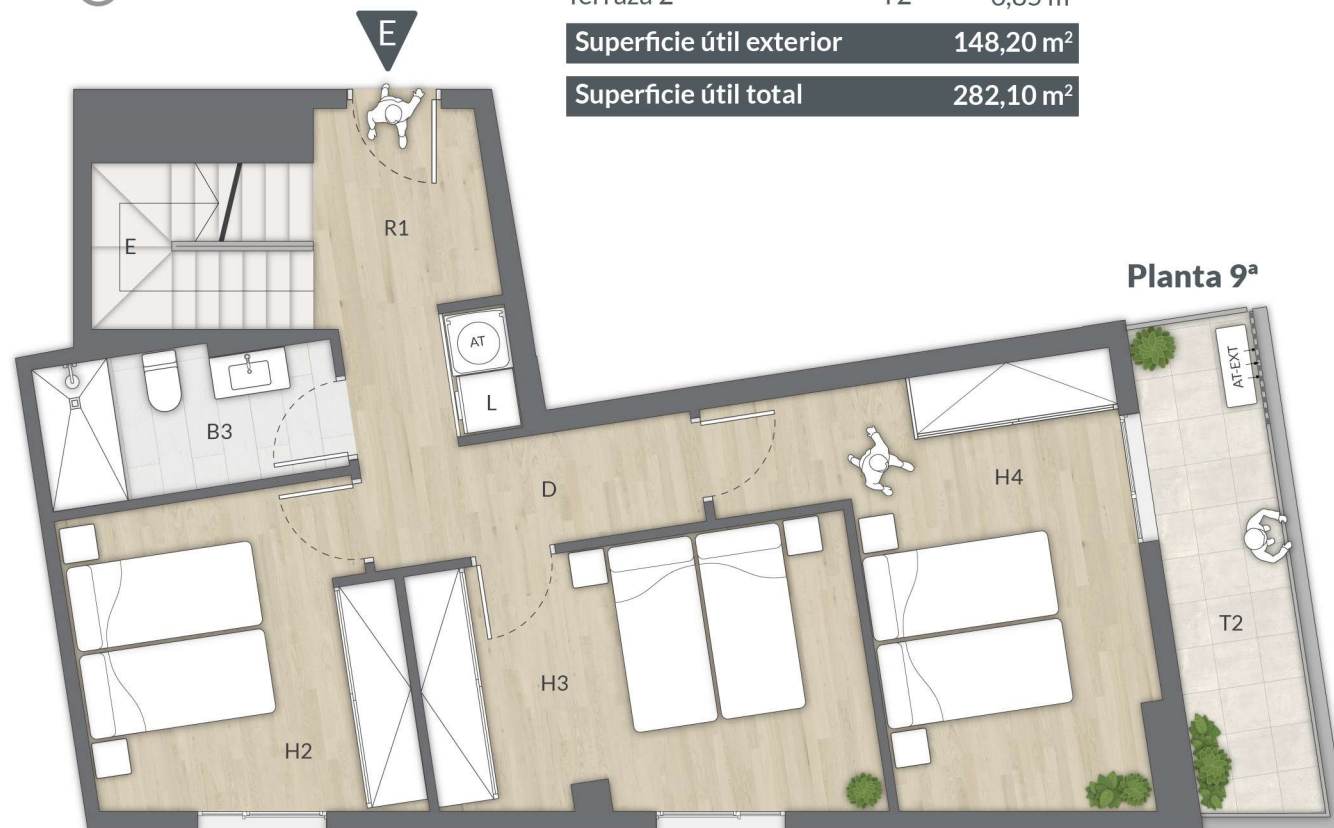 Superficie útil exterior 148,20 m²
Superficie útil total 282,10 m²
E
R1
E
Planta 9ª
AT
AT-EXT
L
B3
H4
D
T2
H3
H2